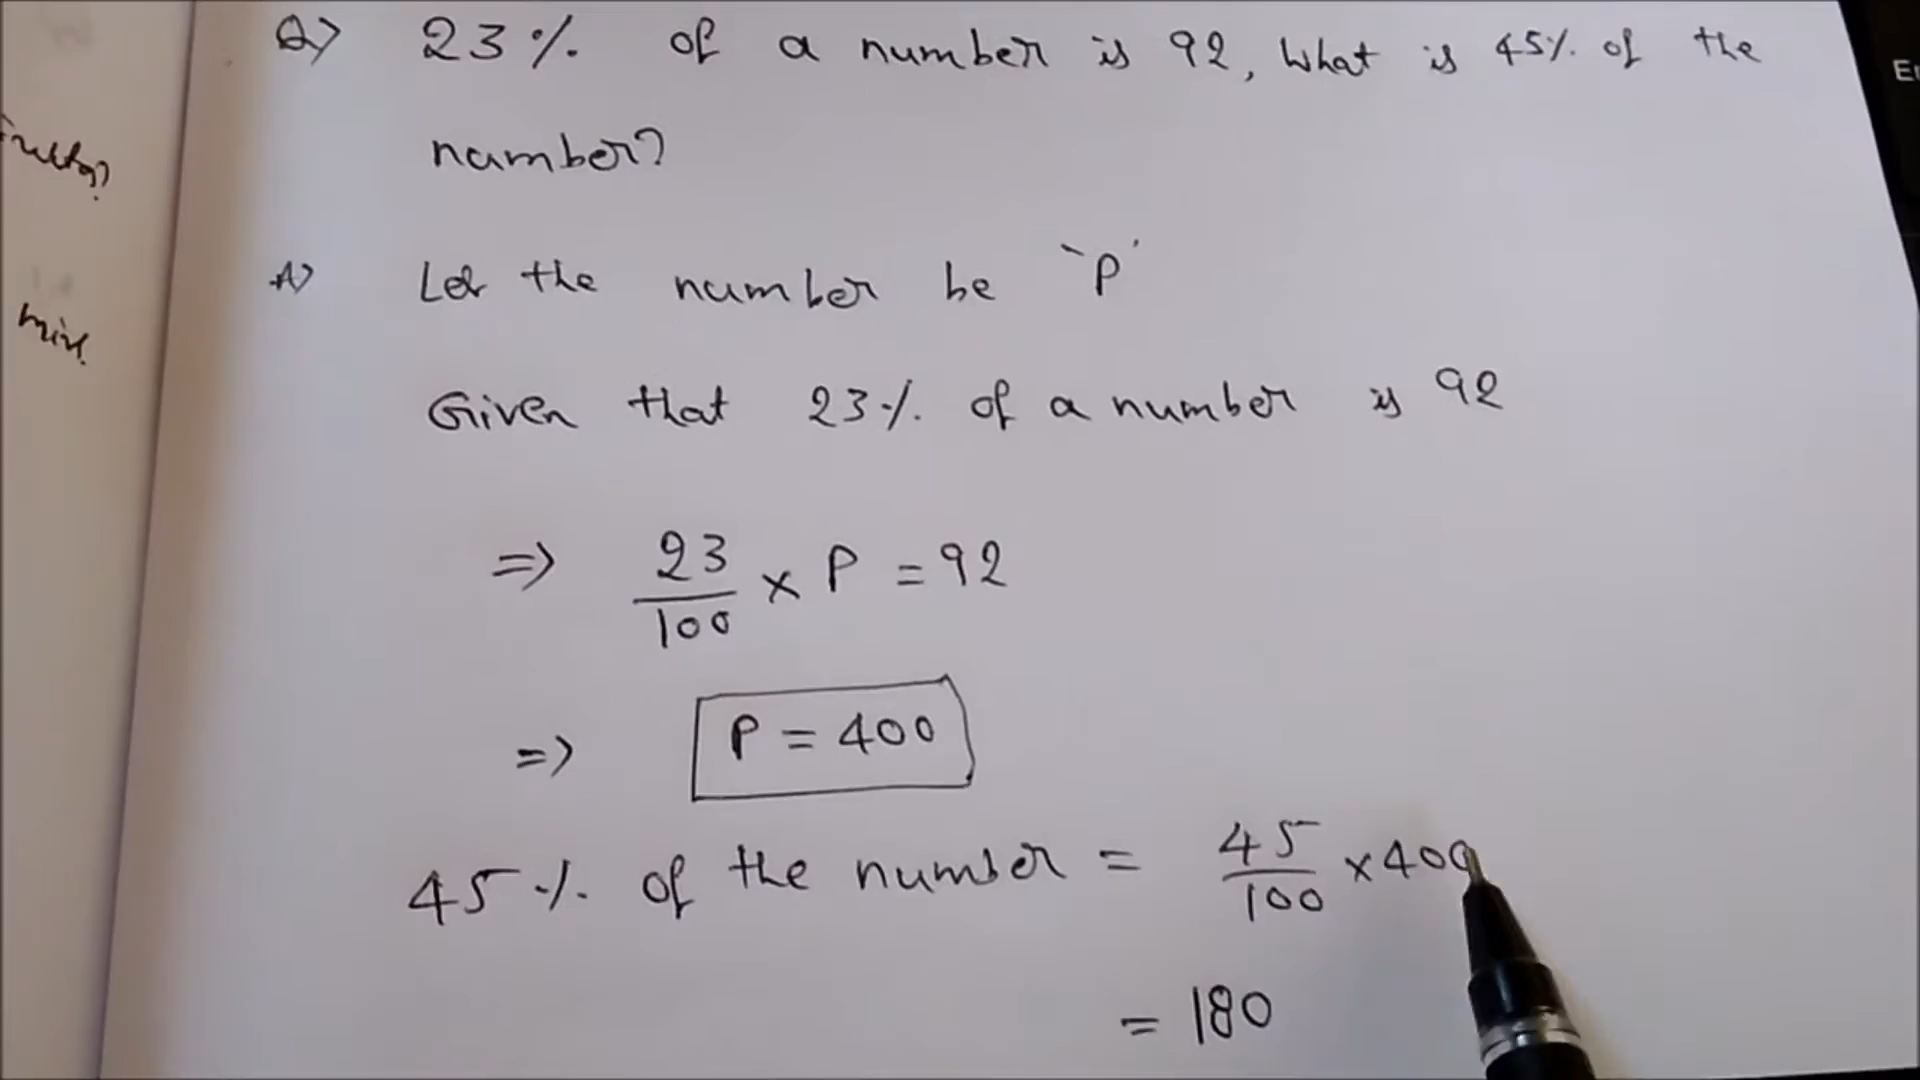 Q) 23% of a number is 92, What is 45% of the
number?
A) Let the number be 'P'
Given that 23% of a number is 92
=> 23/100 × P = 92
=> P = 400
45% of the number = 45/100 × 400
= 180
mix.